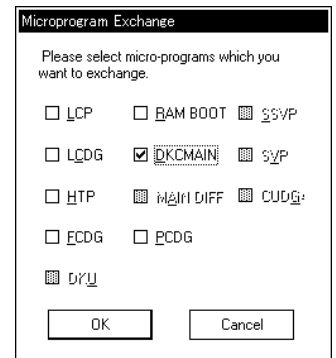 Microprogram Exchange
Please select micro-programs which you
want to exchange.
LCP RAM BOOT SSVP
LCDG DKCMAIN SVP
HTP MAIN DIFF CUDG
FCDG PCDG
DKU
OK Cancel